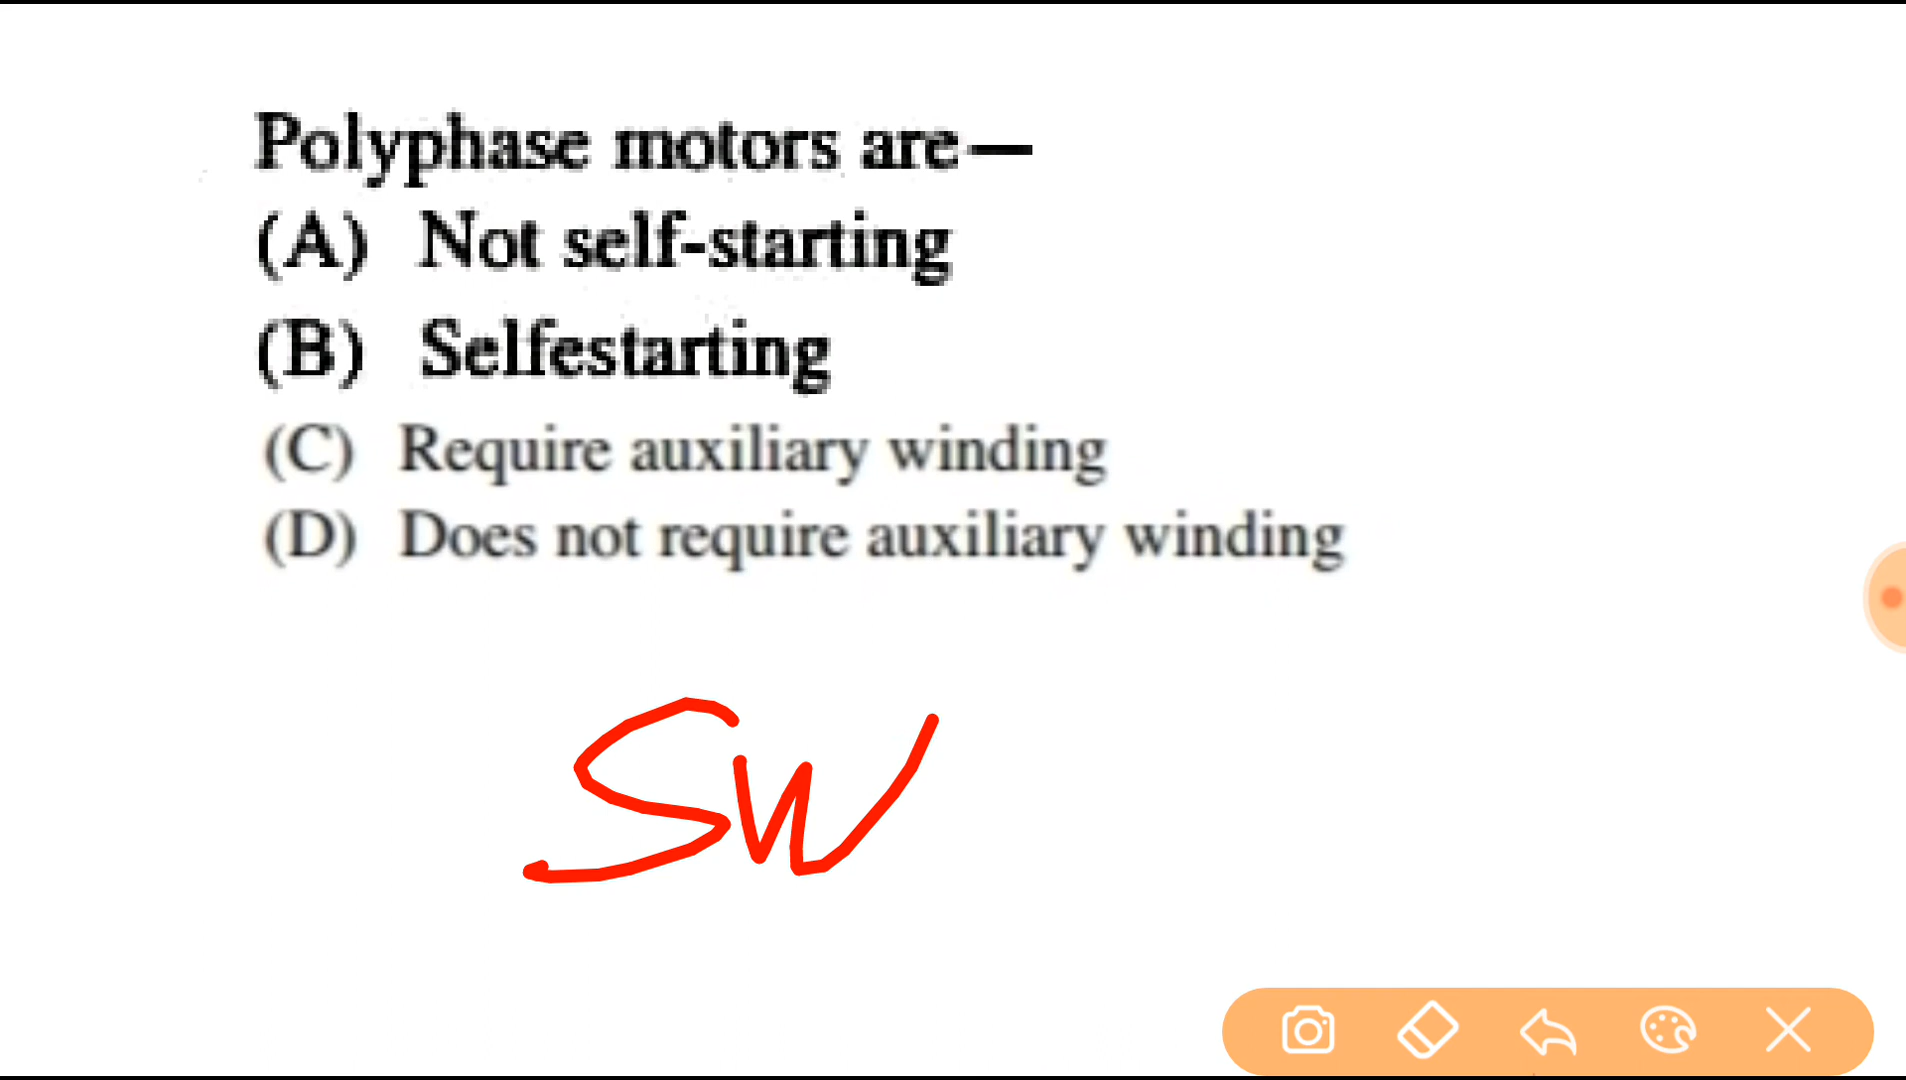 Polyphase motors are—
(A) Not self-starting
(B) Selfestarting
(C) Require auxiliary winding
(D) Does not require auxiliary winding
SW